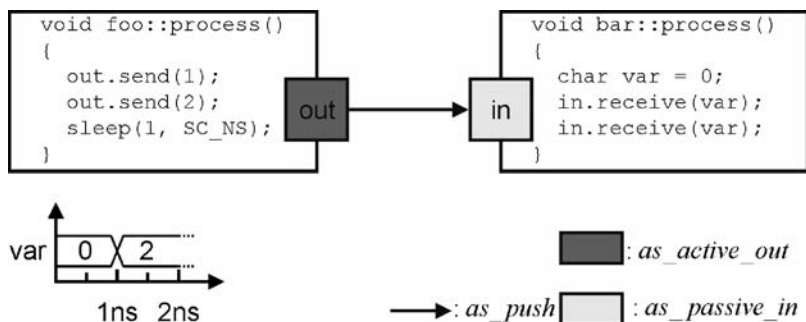 void foo::process()
{
out.send(1);
out.send(2);
sleep(1, SC_NS);
}
out
in
void bar::process()
{
char var = 0;
in.receive(var);
in.receive(var);
}
var
0
2
1ns 2ns
: as_active_out
: as_push
: as_passive_in